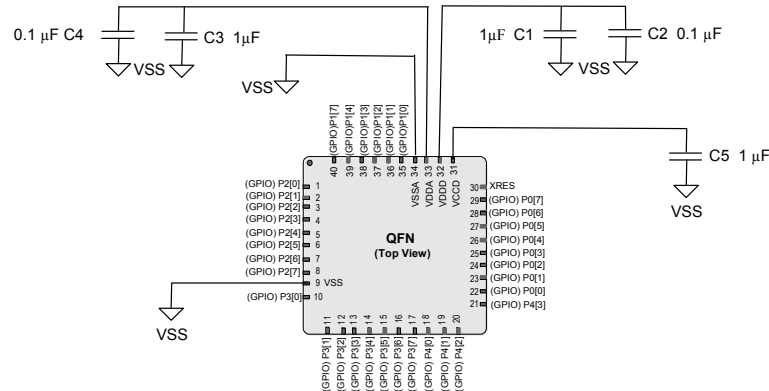 0.1 µF C4
C3 1µF
1µF C1
C2 0.1 µF
VSS
VSS
VSS
C5 1 µF
VSS
40 (GPIO)P1[7]
39 (GPIO)P1[4]
38 (GPIO)P1[3]
37 (GPIO)P1[2]
36 (GPIO)P1[1]
35 (GPIO)P1[0]
34 VSSA
33 VDDA
32 VDDD
31 VCCD
(GPIO) P2[0] 1
(GPIO) P2[1] 2
(GPIO) P2[2] 3
(GPIO) P2[3] 4
(GPIO) P2[4] 5
(GPIO) P2[5] 6
(GPIO) P2[6] 7
(GPIO) P2[7] 8
9 VSS
(GPIO) P3[0] 10
VSS
QFN
(Top View)
30 XRES
29 (GPIO) P0[7]
28 (GPIO) P0[6]
27 (GPIO) P0[5]
26 (GPIO) P0[4]
25 (GPIO) P0[3]
24 (GPIO) P0[2]
23 (GPIO) P0[1]
22 (GPIO) P0[0]
21 (GPIO) P4[3]
(GPIO) P3[1] 11
(GPIO) P3[2] 12
(GPIO) P3[3] 13
(GPIO) P3[4] 14
(GPIO) P3[5] 15
(GPIO) P3[6] 16
(GPIO) P3[7] 17
(GPIO) P4[0] 18
(GPIO) P4[1] 19
(GPIO) P4[2] 20